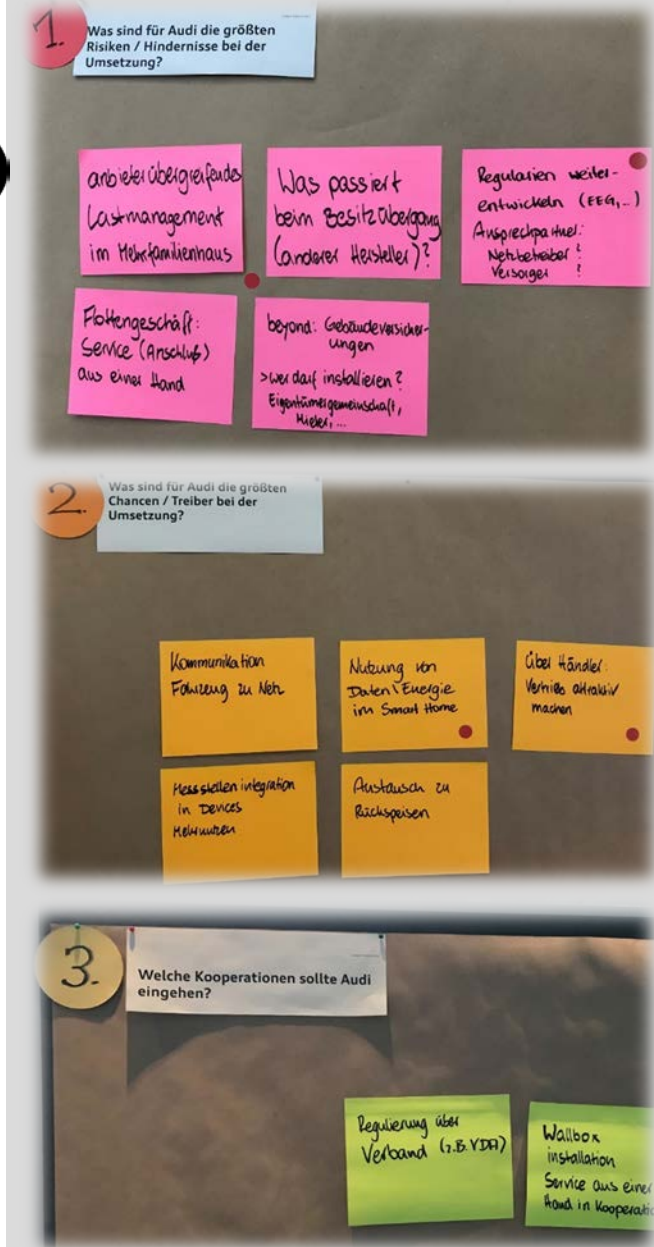 1.
Was sind für Audi die größten
Risiken / Hindernisse bei der
Umsetzung?
anbieterübergreifendes
Lastmanagement
im Mehrfamilienhaus
Was passiert
beim Besitzübergang
(anderer Hersteller)?
Regularien weiter-
entwickeln (EEG,..)
Ansprechpartner:
Netzbetreiber ?
Versorger ?
Flottengeschäft:
Service (Anschluß)
aus einer Hand
beyond: Gebäudeversicher-
ungen
>wer darf installieren?
Eigentümergemeinschaft,
Mieter,...
2.
Was sind für Audi die größten
Chancen / Treiber bei der
Umsetzung?
Kommunikation
Fahrzeug zu Netz
Nutzung von
Daten\Energie
im Smart Home
Über Händler:
Vertrieb attraktiv
machen
Messstellenintegration
in Devices
Mehrnutzen
Austausch zu
Rückspeisen
3.
Welche Kooperationen sollte Audi
eingehen?
Regulierung über
Verband (z.B. VDA)
Wallbox
installation
Service aus einer
Hand in Kooperatio